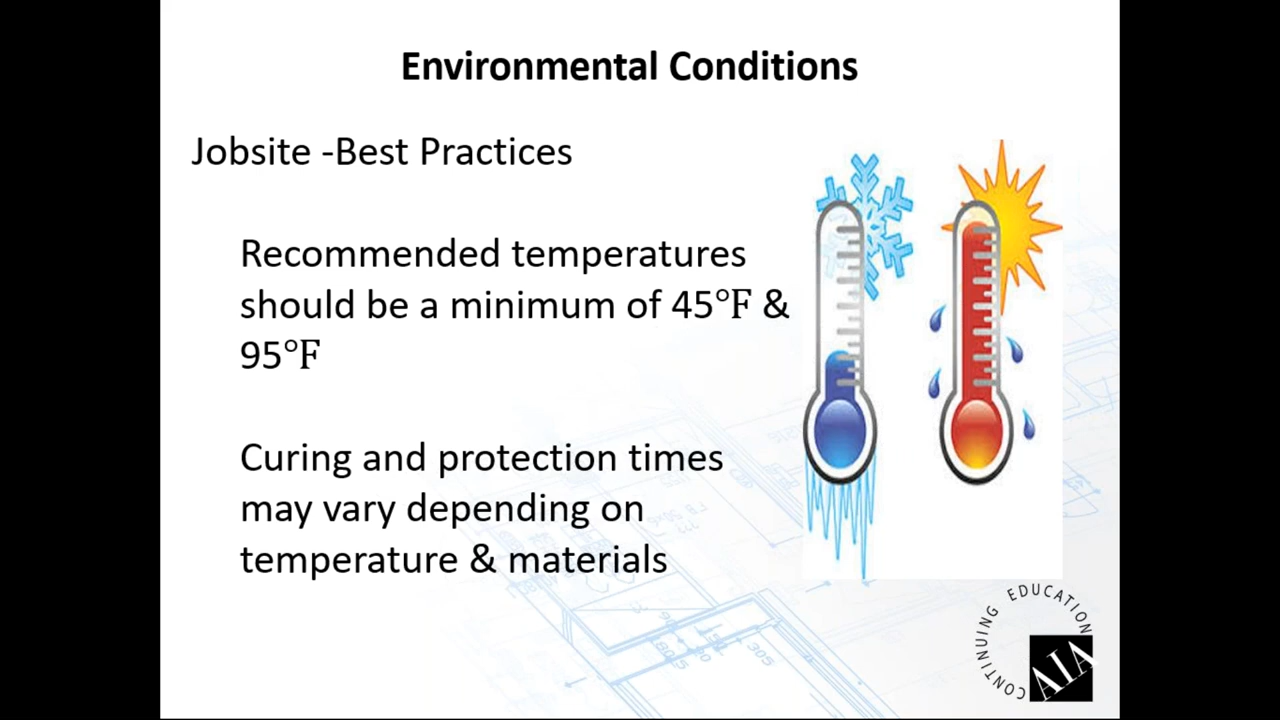 Environmental Conditions
Jobsite -Best Practices
Recommended temperatures
should be a minimum of 45°F &
95°F
Curing and protection times
may vary depending on
temperature & materials
CONTINUING EDUCATION
AIA
305